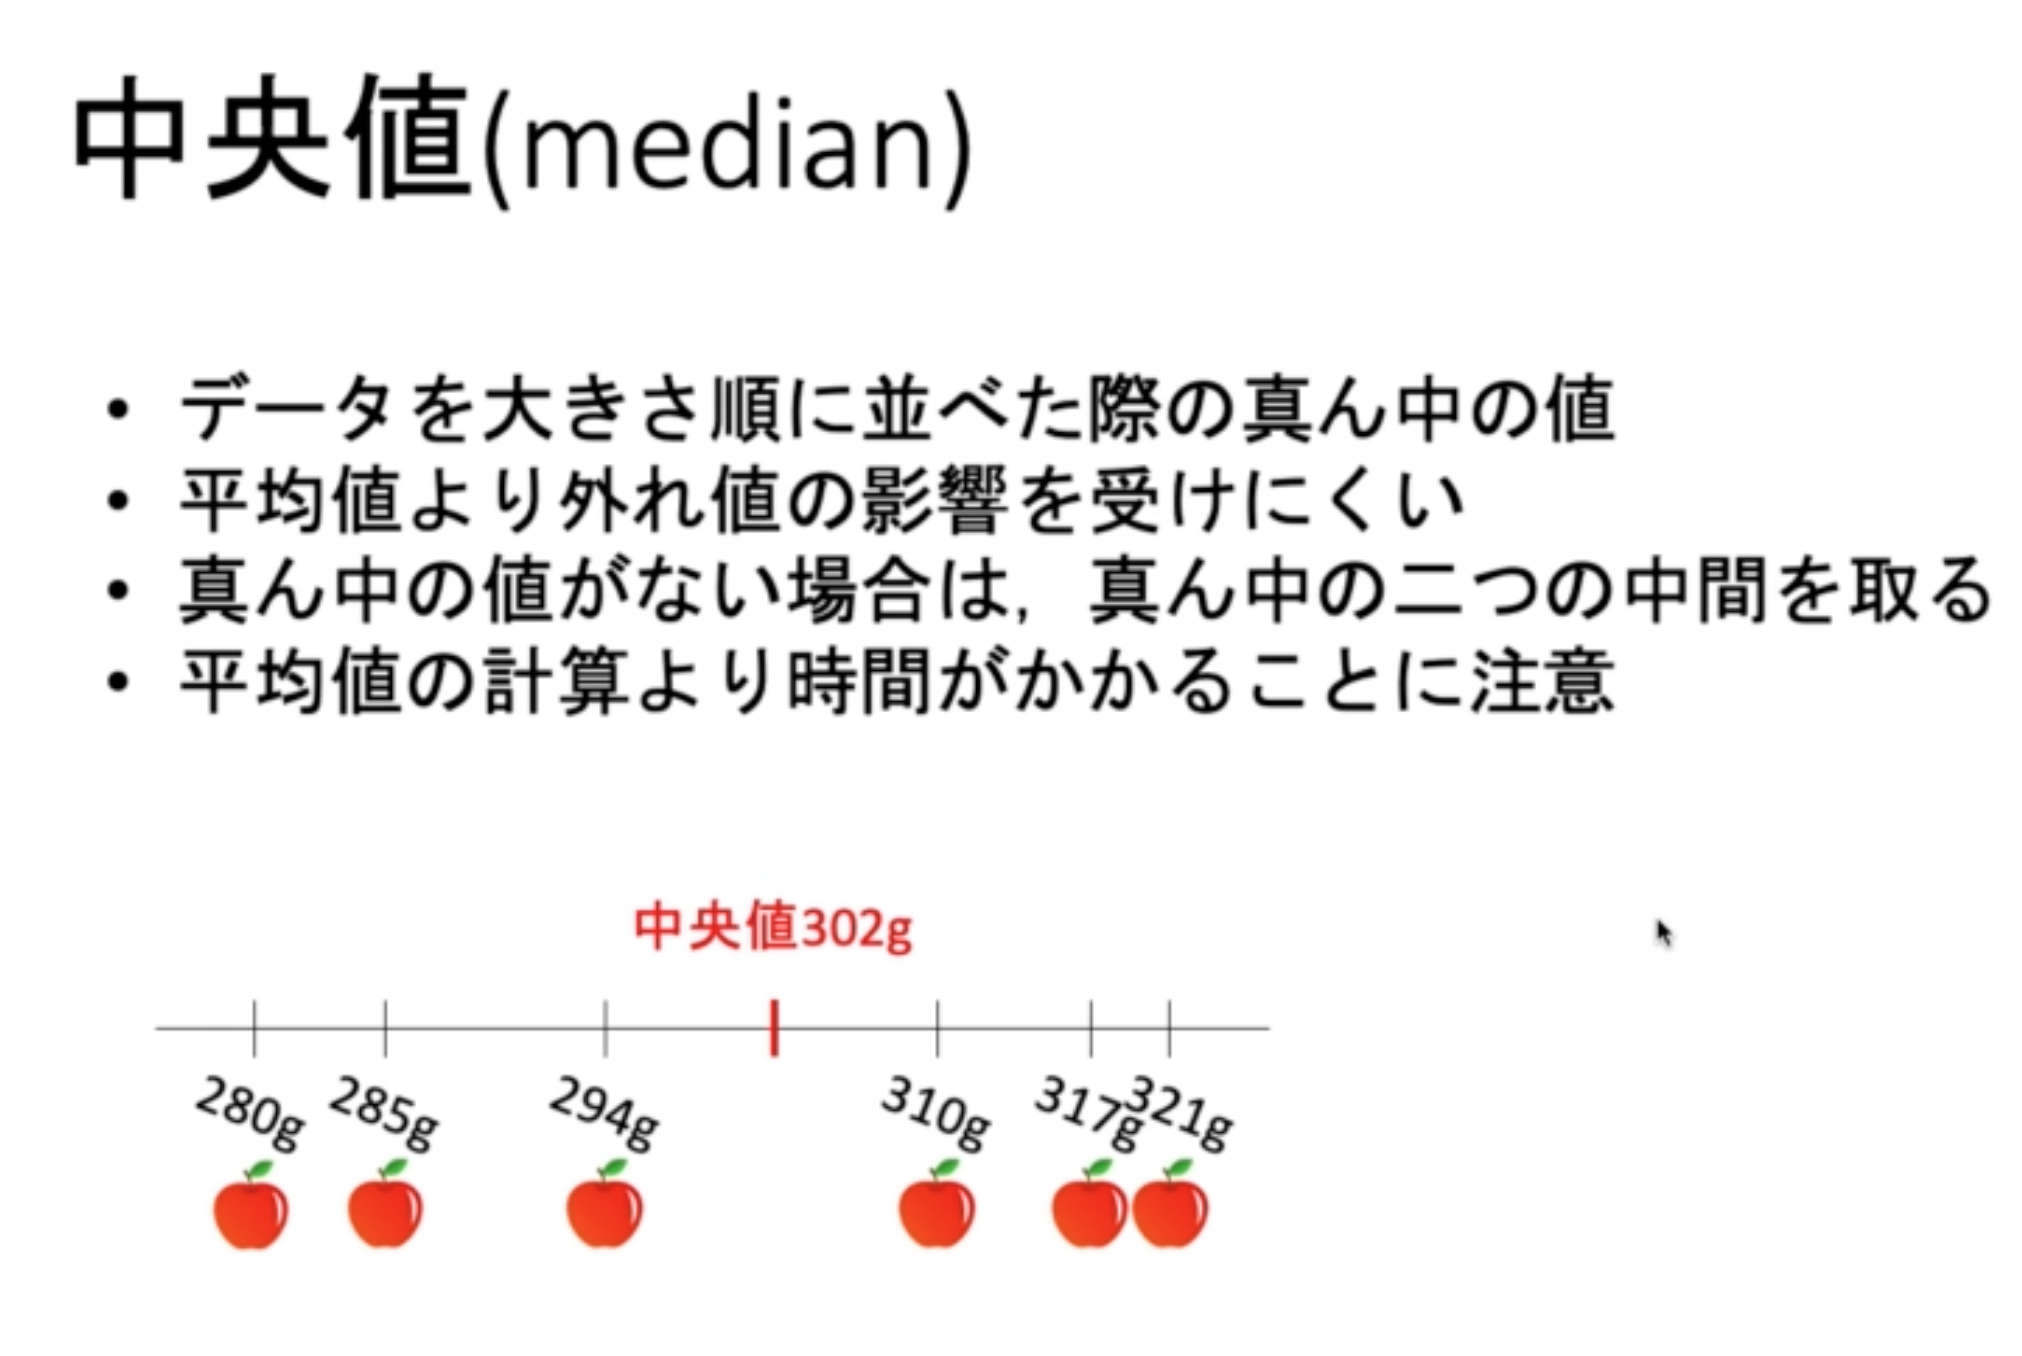 中央値(median)
• データを大きさ順に並べた際の真ん中の値
• 平均値より外れ値の影響を受けにくい
• 真ん中の値がない場合は，真ん中の二つの中間を取る
• 平均値の計算より時間がかかることに注意
中央値302g
280g 285g 294g 310g 317g 321g